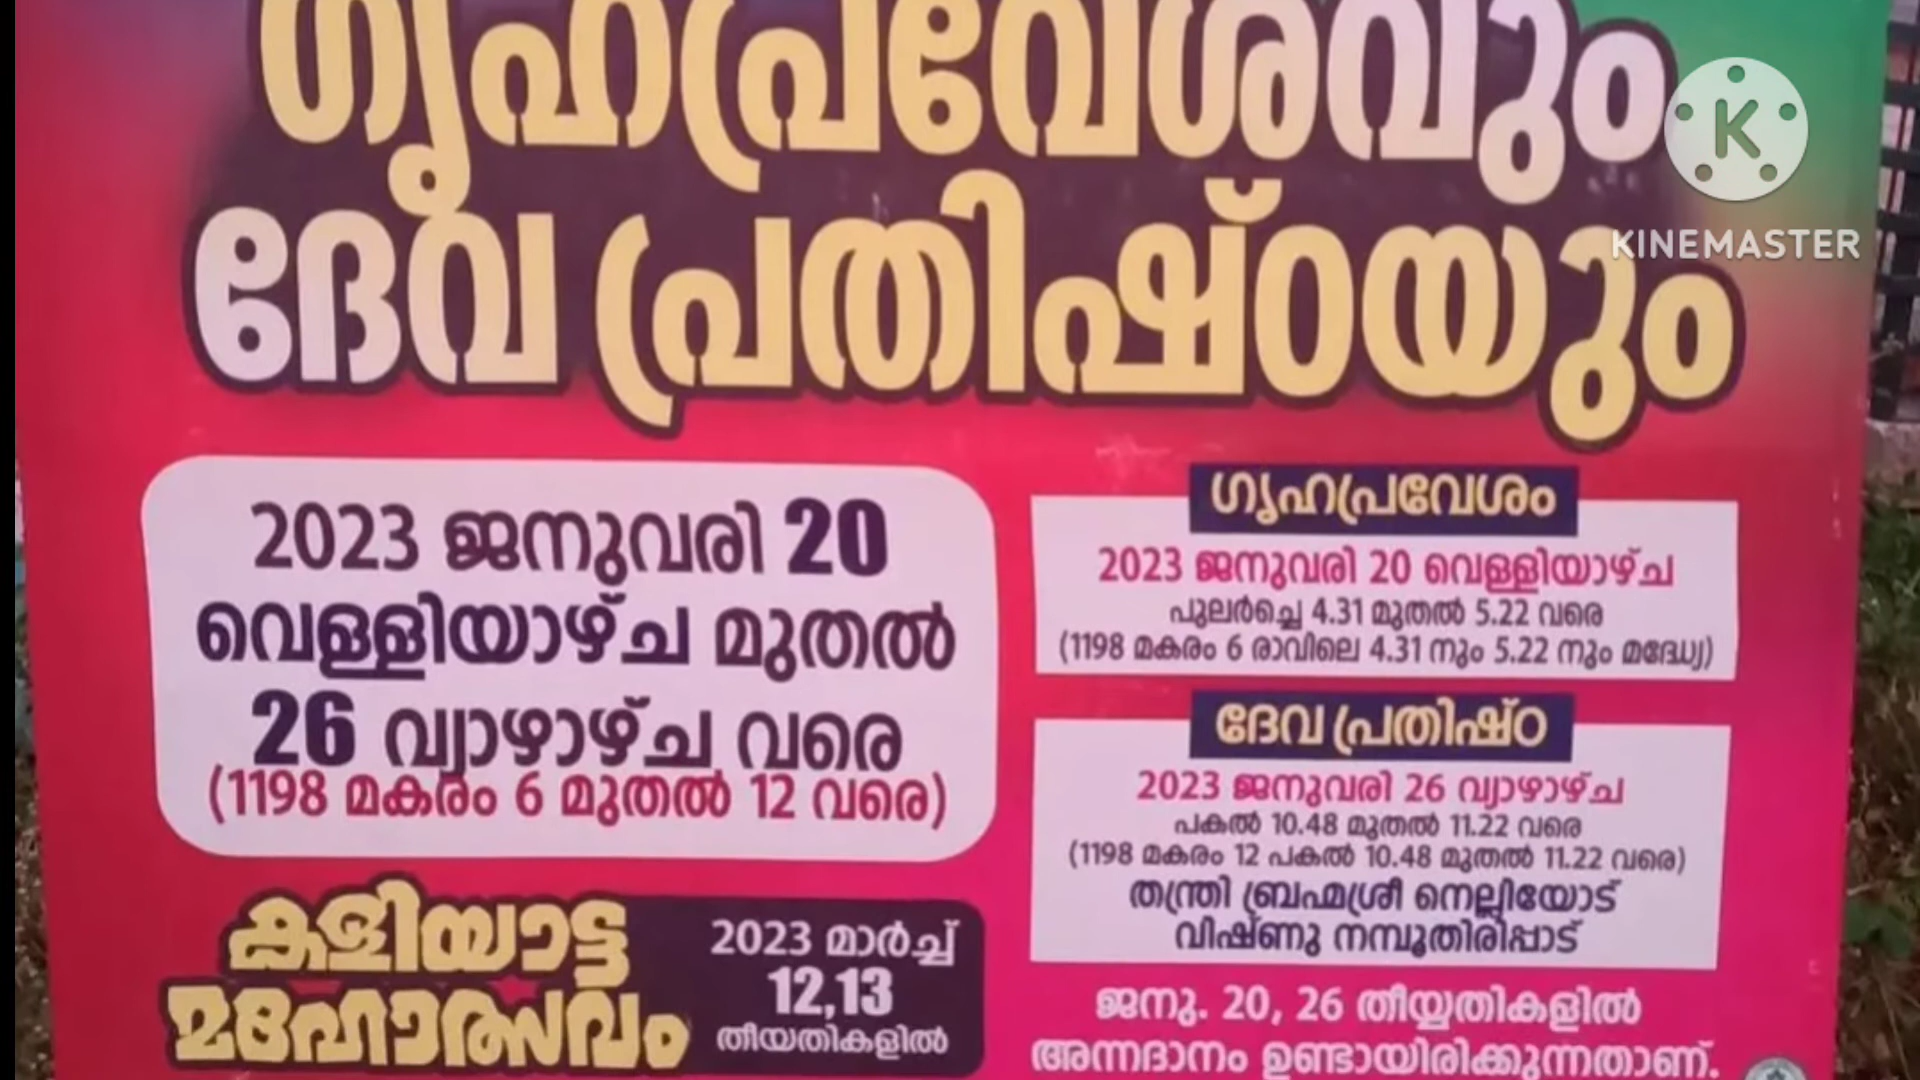 ഗൃഹപ്രവേശവും
ദേവ പ്രതിഷ്ഠയും
KINEMASTER
2023 ജനുവരി 20
വെള്ളിയാഴ്ച മുതൽ
26 വ്യാഴാഴ്ച വരെ
(1198 മകരം 6 മുതൽ 12 വരെ)
കളിയാട്ട
മഹോത്സവം
2023 മാർച്ച്
12,13
തീയതികളിൽ
ഗൃഹപ്രവേശം
2023 ജനുവരി 20 വെള്ളിയാഴ്ച
പുലർച്ചെ 4.31 മുതൽ 5.22 വരെ
(1198 മകരം 6 രാവിലെ 4.31 നും 5.22 നും മദ്ധ്യേ)
ദേവ പ്രതിഷ്ഠ
2023 ജനുവരി 26 വ്യാഴാഴ്ച
പകൽ 10.48 മുതൽ 11.22 വരെ
(1198 മകരം 12 പകൽ 10.48 മുതൽ 11.22 വരെ)
തന്ത്രി ബ്രഹ്മശ്രീ നെല്ലിയോട്
വിഷ്ണു നമ്പൂതിരിപ്പാട്
ജനു. 20, 26 തീയ്യതികളിൽ
അന്നദാനം ഉണ്ടായിരിക്കുന്നതാണ്.